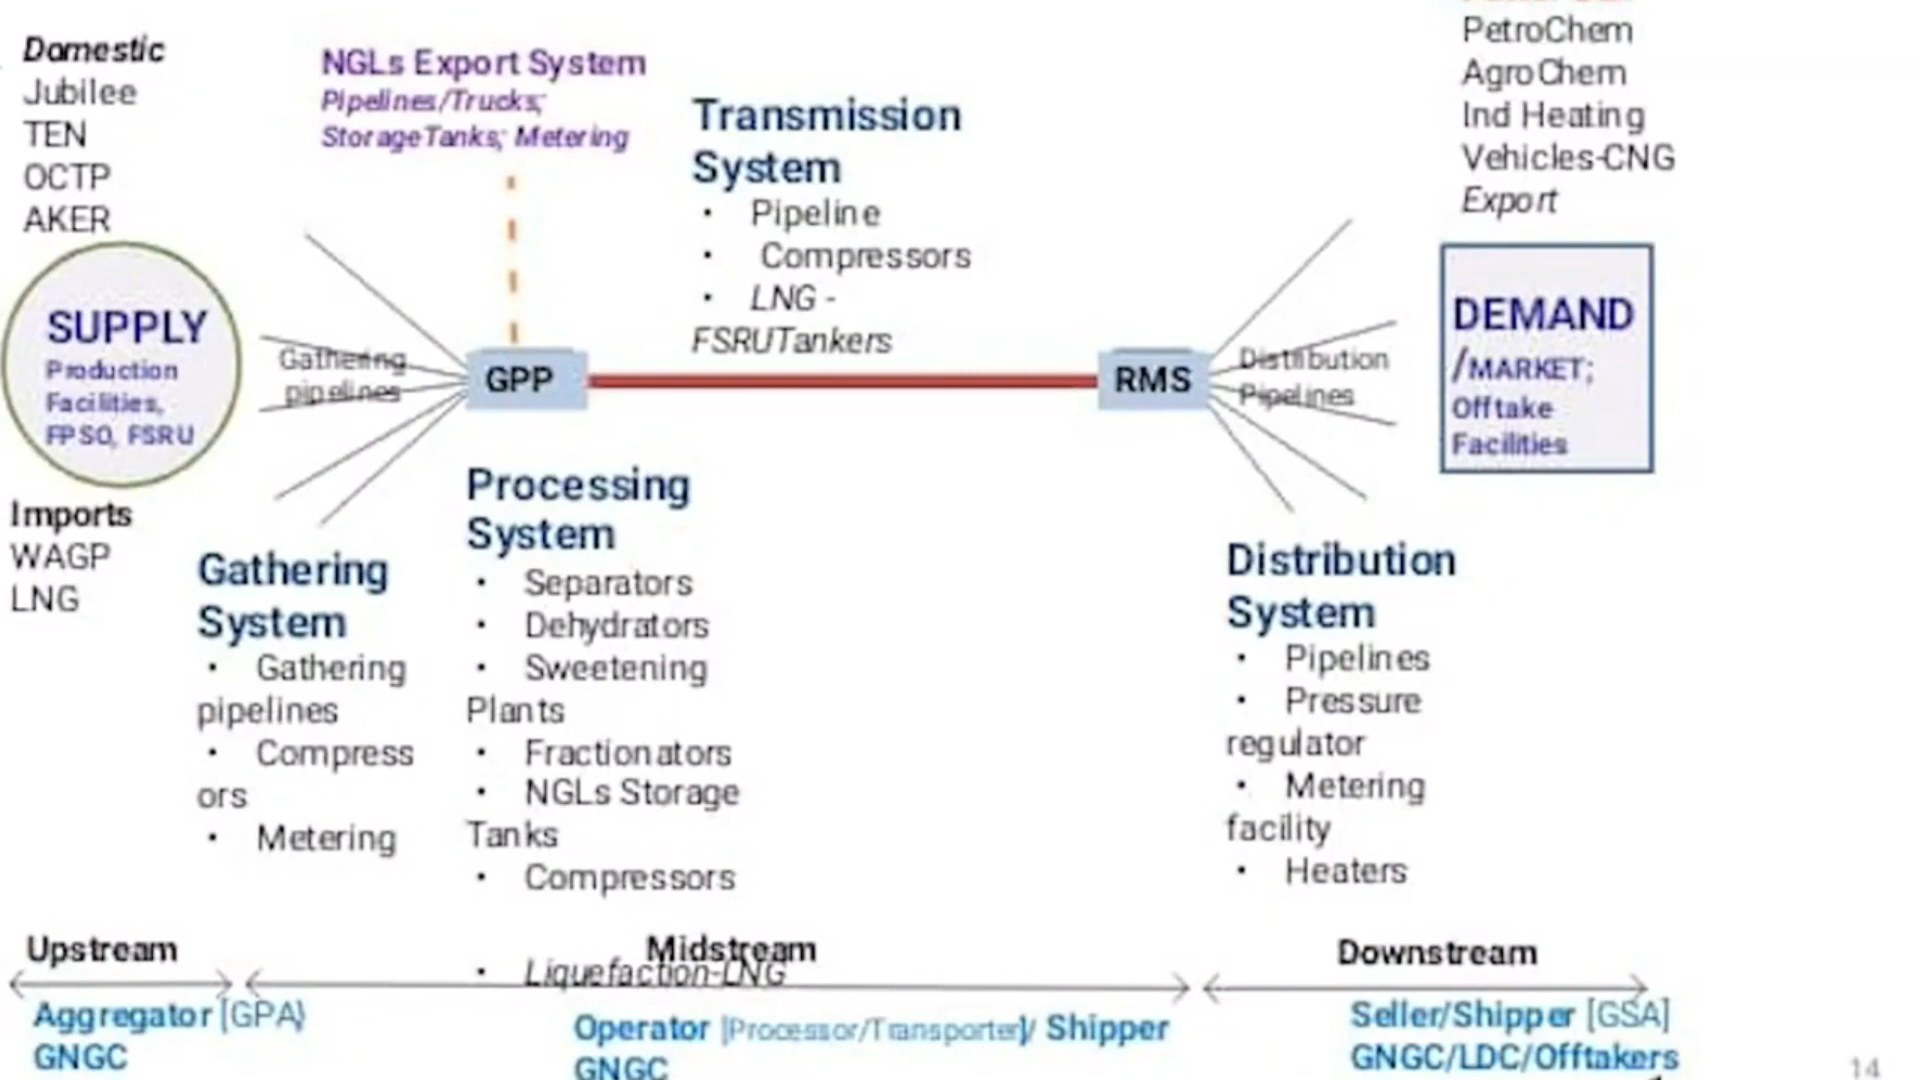 Domestic
Jubilee
TEN
OCTP
AKER
SUPPLY
Production
Facilities,
FPSO, FSRU
Imports
WAGP
LNG
NGLs Export System
Pipelines/Trucks;
Storage Tanks; Metering
Gathering
pipelines
GPP
Transmission
System
• Pipeline
• Compressors
• LNG -
FSRUTankers
RMS
Distribution
Pipelines
PetroChem
AgroChem
Ind Heating
Vehicles-CNG
Export
DEMAND
/MARKET;
Offtake
Facilities
Gathering
System
• Gathering
pipelines
• Compress
ors
• Metering
Processing
System
• Separators
• Dehydrators
• Sweetening
Plants
• Fractionators
• NGLs Storage
Tanks
• Compressors
• Liquefaction-LNG
Distribution
System
• Pipelines
• Pressure
regulator
• Metering
facility
• Heaters
Upstream
Midstream
Downstream
Aggregator [GPA]
GNGC
Operator [Processor/Transporter]/ Shipper
GNGC
Seller/Shipper [GSA]
GNGC/LDC/Offtakers
14